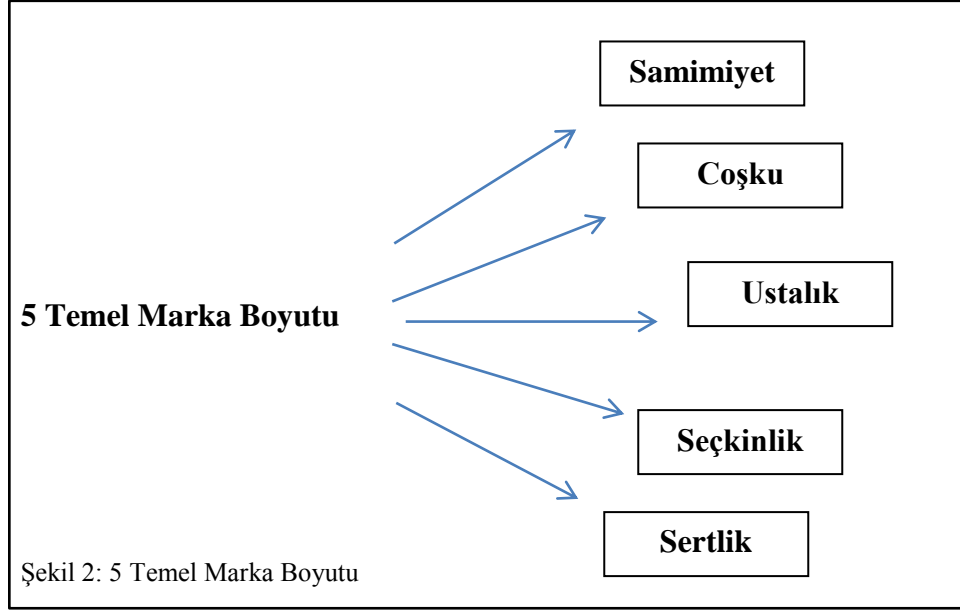 Samimiyet
Coşku
Ustalık
5 Temel Marka Boyutu
Seçkinlik
Sertlik
Şekil 2: 5 Temel Marka Boyutu